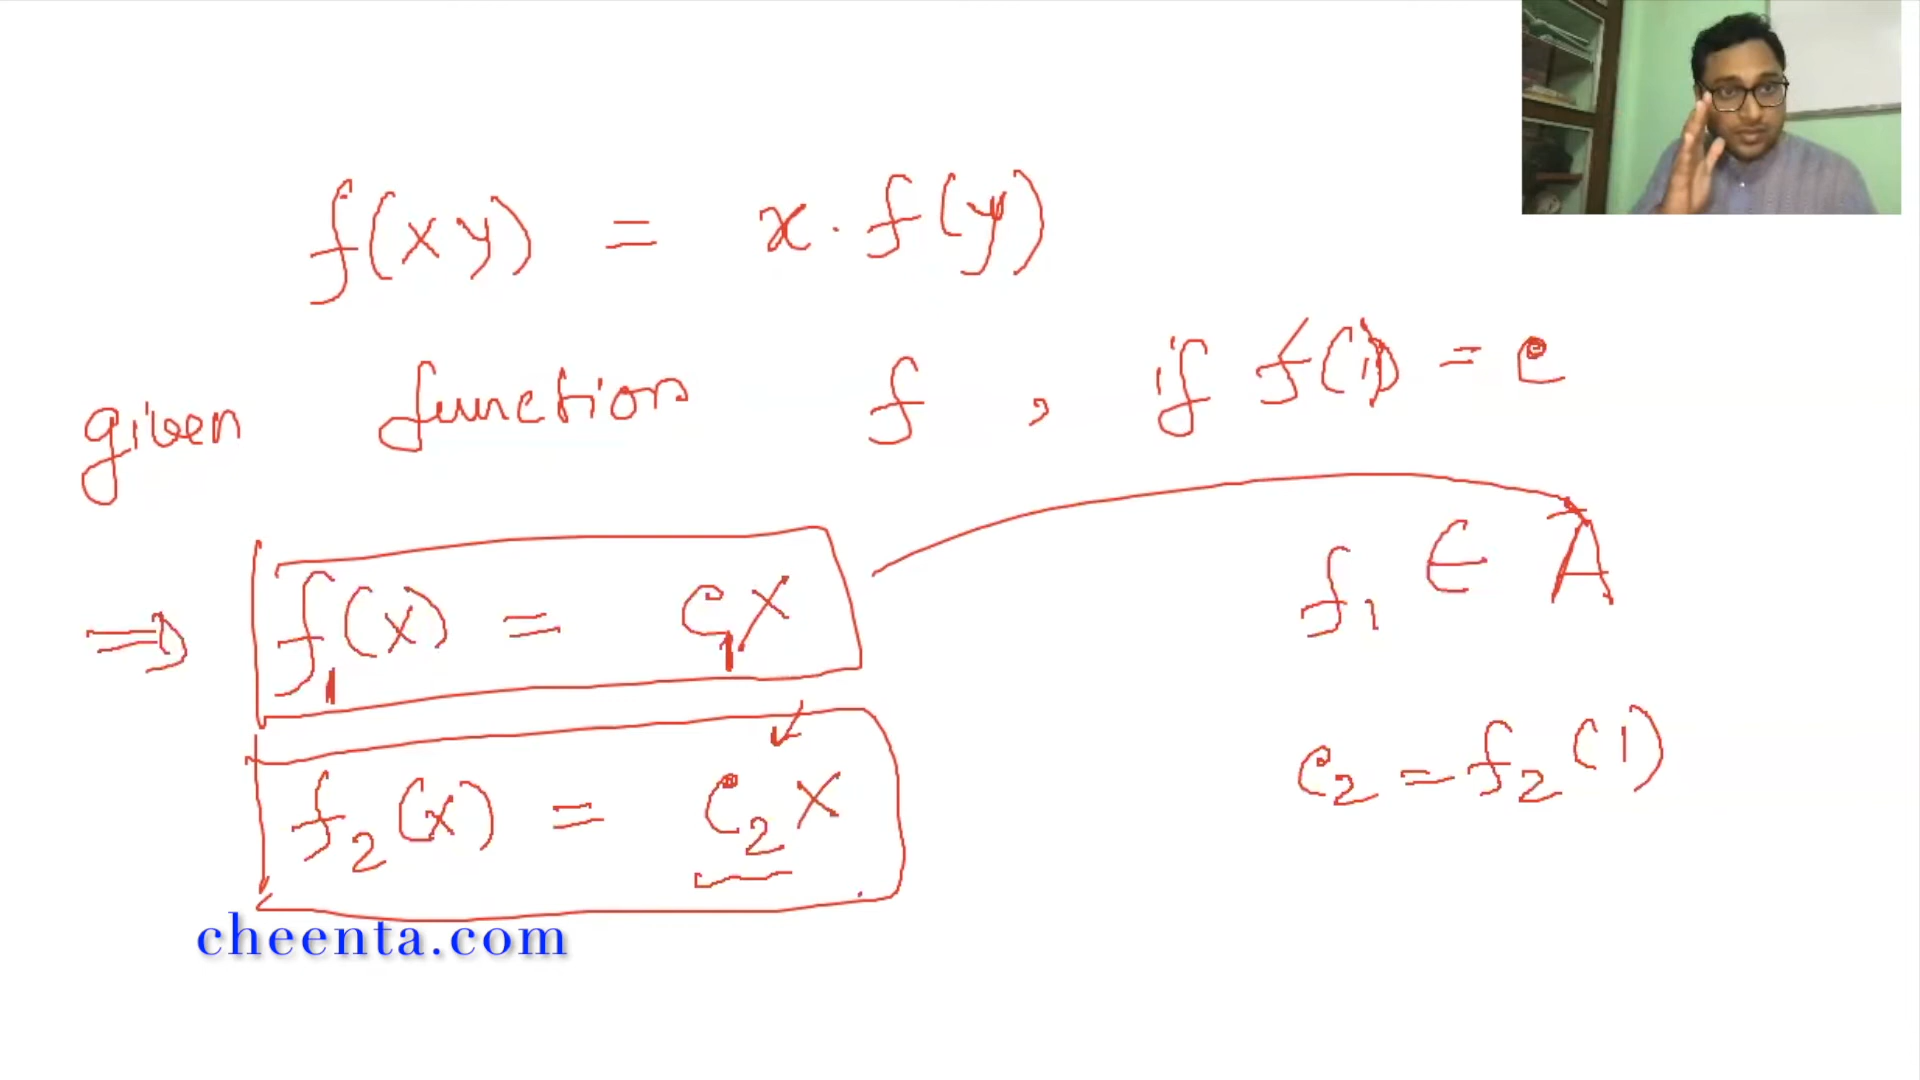 f(xy) = x. f(y)
given function f, if f(1) = c
⇒ f₁(x) = c₁x
f₁ ∈ A
f₂(x) = c₂x
c₂ = f₂(1)
cheenta.com